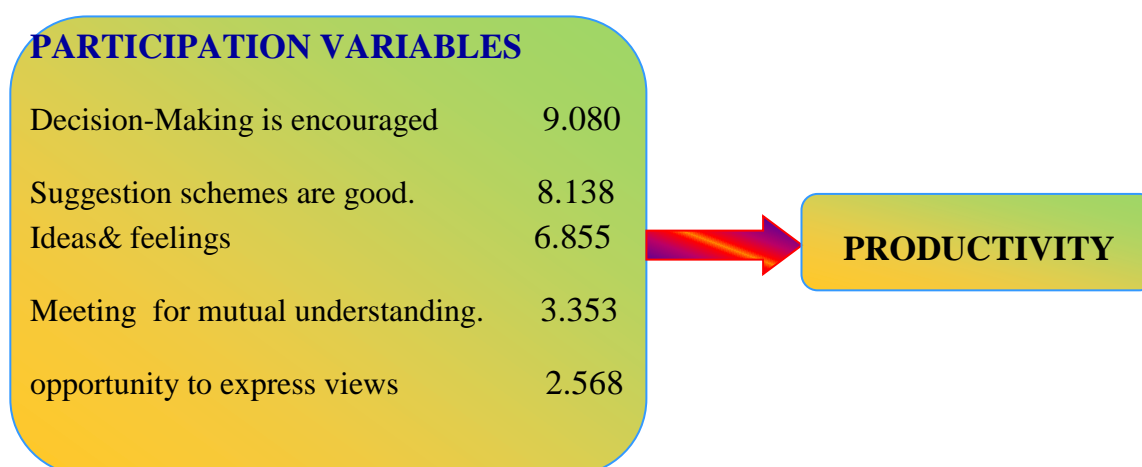 PARTICIPATION VARIABLES
Decision-Making is encouraged 9.080
Suggestion schemes are good. 8.138
Ideas& feelings 6.855
Meeting for mutual understanding. 3.353
opportunity to express views 2.568
PRODUCTIVITY